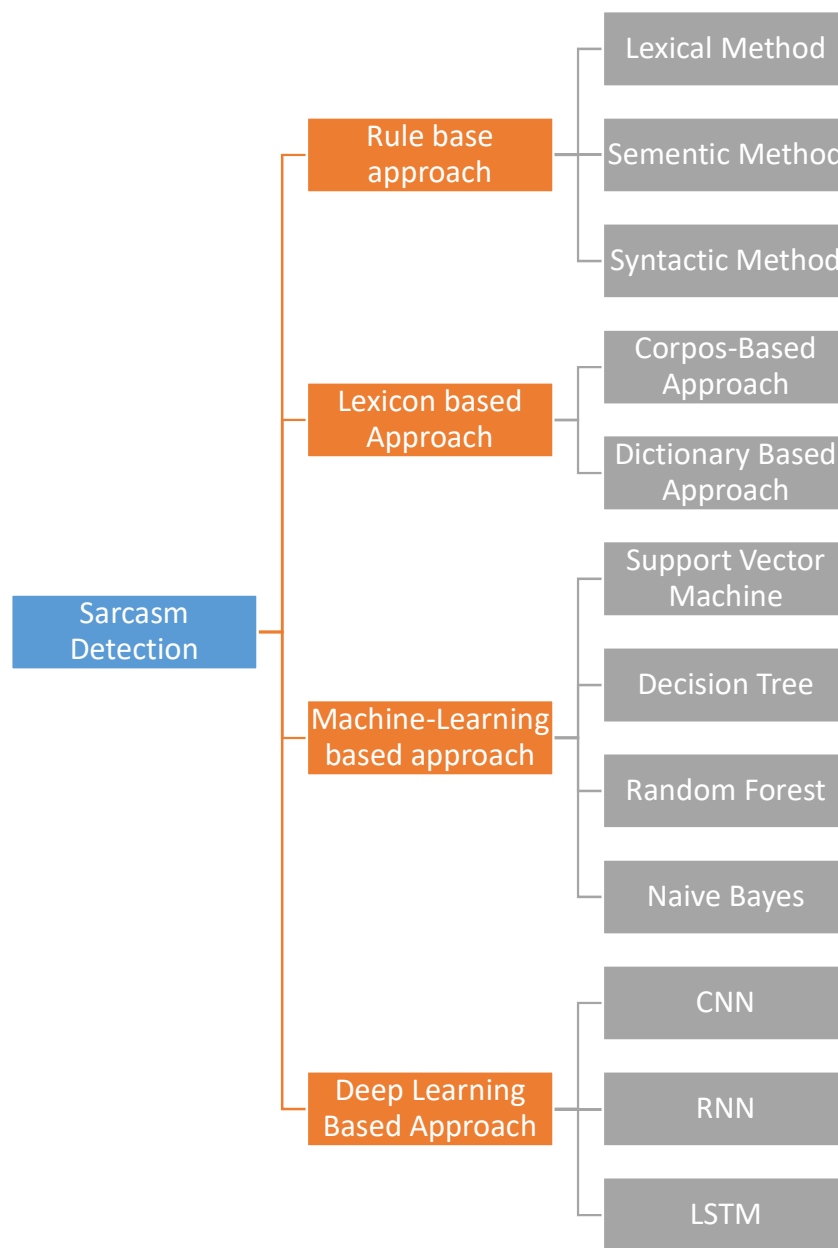 Sarcasm
Detection
Rule base
approach
Lexical Method
Sementic Method
Syntactic Method
Lexicon based
Approach
Corpos-Based
Approach
Dictionary Based
Approach
Machine-Learning
based approach
Support Vector
Machine
Decision Tree
Random Forest
Naive Bayes
Deep Learning
Based Approach
CNN
RNN
LSTM